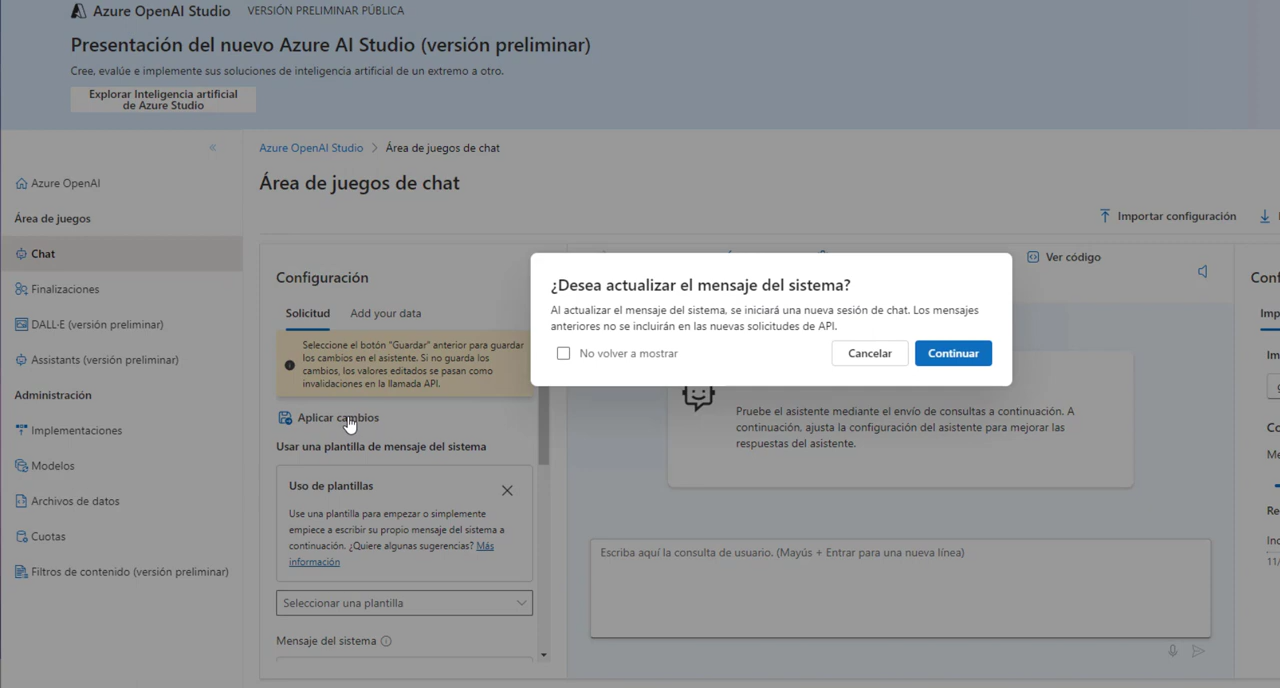 Azure OpenAI Studio VERSIÓN PRELIMINAR PÚBLICA
Presentación del nuevo Azure AI Studio (versión preliminar)
Cree, evalúe e implemente sus soluciones de inteligencia artificial de un extremo a otro.
Explorar Inteligencia artificial
de Azure Studio
«
Azure OpenAI
Área de juegos
Chat
Finalizaciones
DALL·E (versión preliminar)
Assistants (versión preliminar)
Administración
Implementaciones
Modelos
Archivos de datos
Cuotas
Filtros de contenido (versión preliminar)
Azure OpenAI Studio > Área de juegos de chat
Área de juegos de chat
Importar configuración
Configuración
Solicitud Add your data
Seleccione el botón "Guardar" anterior para guardar
los cambios en el asistente. Si no guarda los
cambios, los valores editados se pasan como
invalidaciones en la llamada API.
Aplicar cambios
Usar una plantilla de mensaje del sistema
Uso de plantillas
Use una plantilla para empezar o simplemente
empiece a escribir su propio mensaje del sistema a
continuación. ¿Quiere algunas sugerencias? Más
información
Seleccionar una plantilla
Mensaje del sistema
Ver código
¿Desea actualizar el mensaje del sistema?
Al actualizar el mensaje del sistema, se iniciará una nueva sesión de chat. Los mensajes
anteriores no se incluirán en las nuevas solicitudes de API.
No volver a mostrar
Cancelar
Continuar
Pruebe el asistente mediante el envío de consultas a continuación. A
continuación, ajusta la configuración del asistente para mejorar las
respuestas del asistente.
Escriba aquí la consulta de usuario. (Mayús + Entrar para una nueva línea)
Conf
Imp
Im
Co
Me
Re
Inc
11/